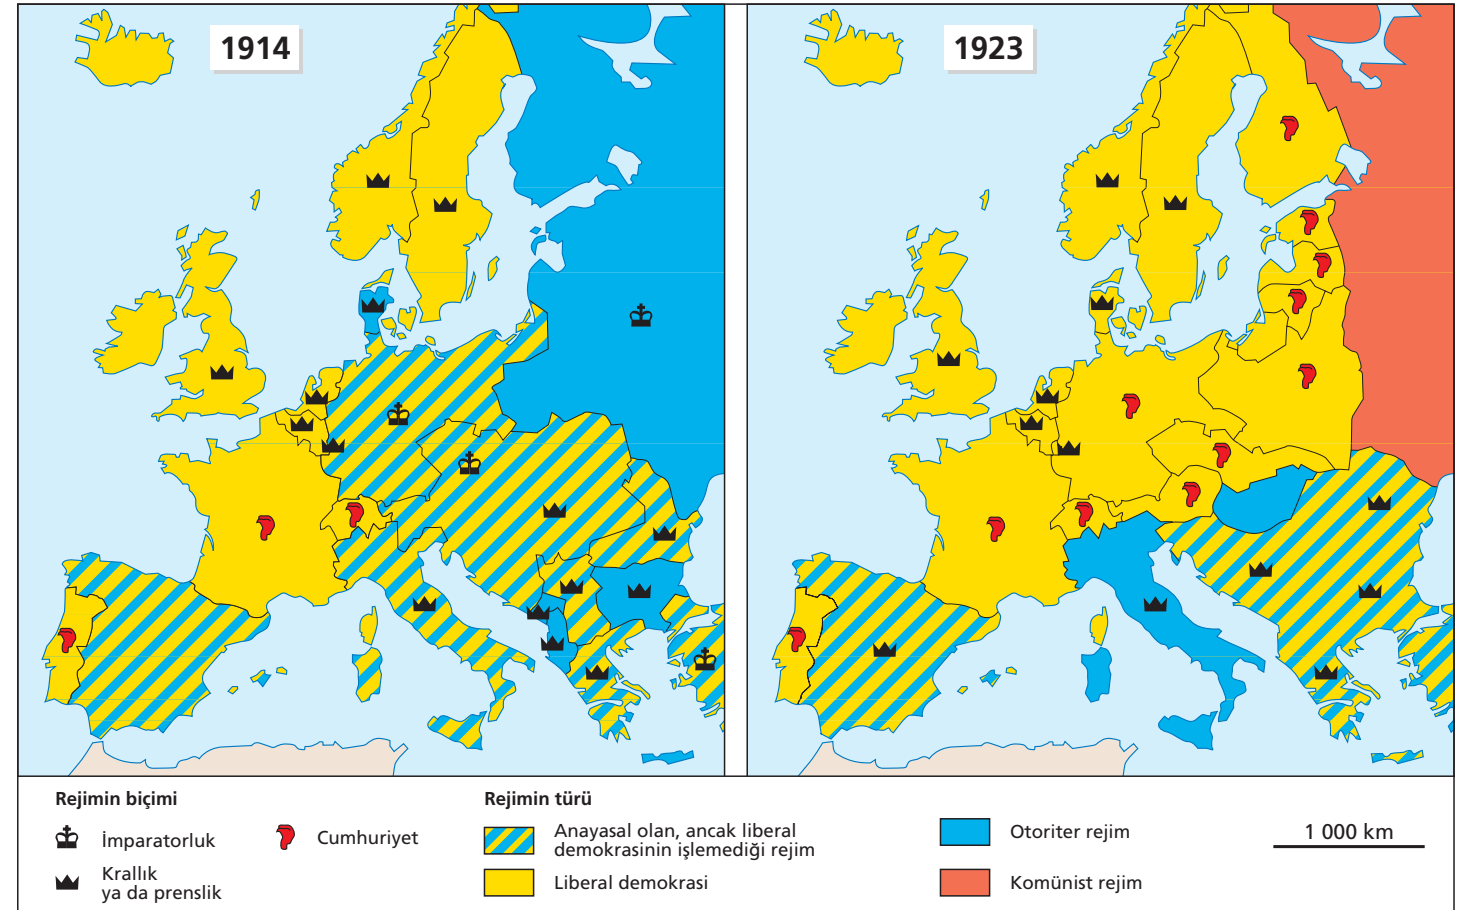 1914
1923
Rejimin biçimi
İmparatorluk
Cumhuriyet
Krallık
ya da prenslik
Rejimin türü
Anayasal olan, ancak liberal
demokrasinin işlemediği rejim
Liberal demokrasi
Otoriter rejim
Komünist rejim
1 000 km